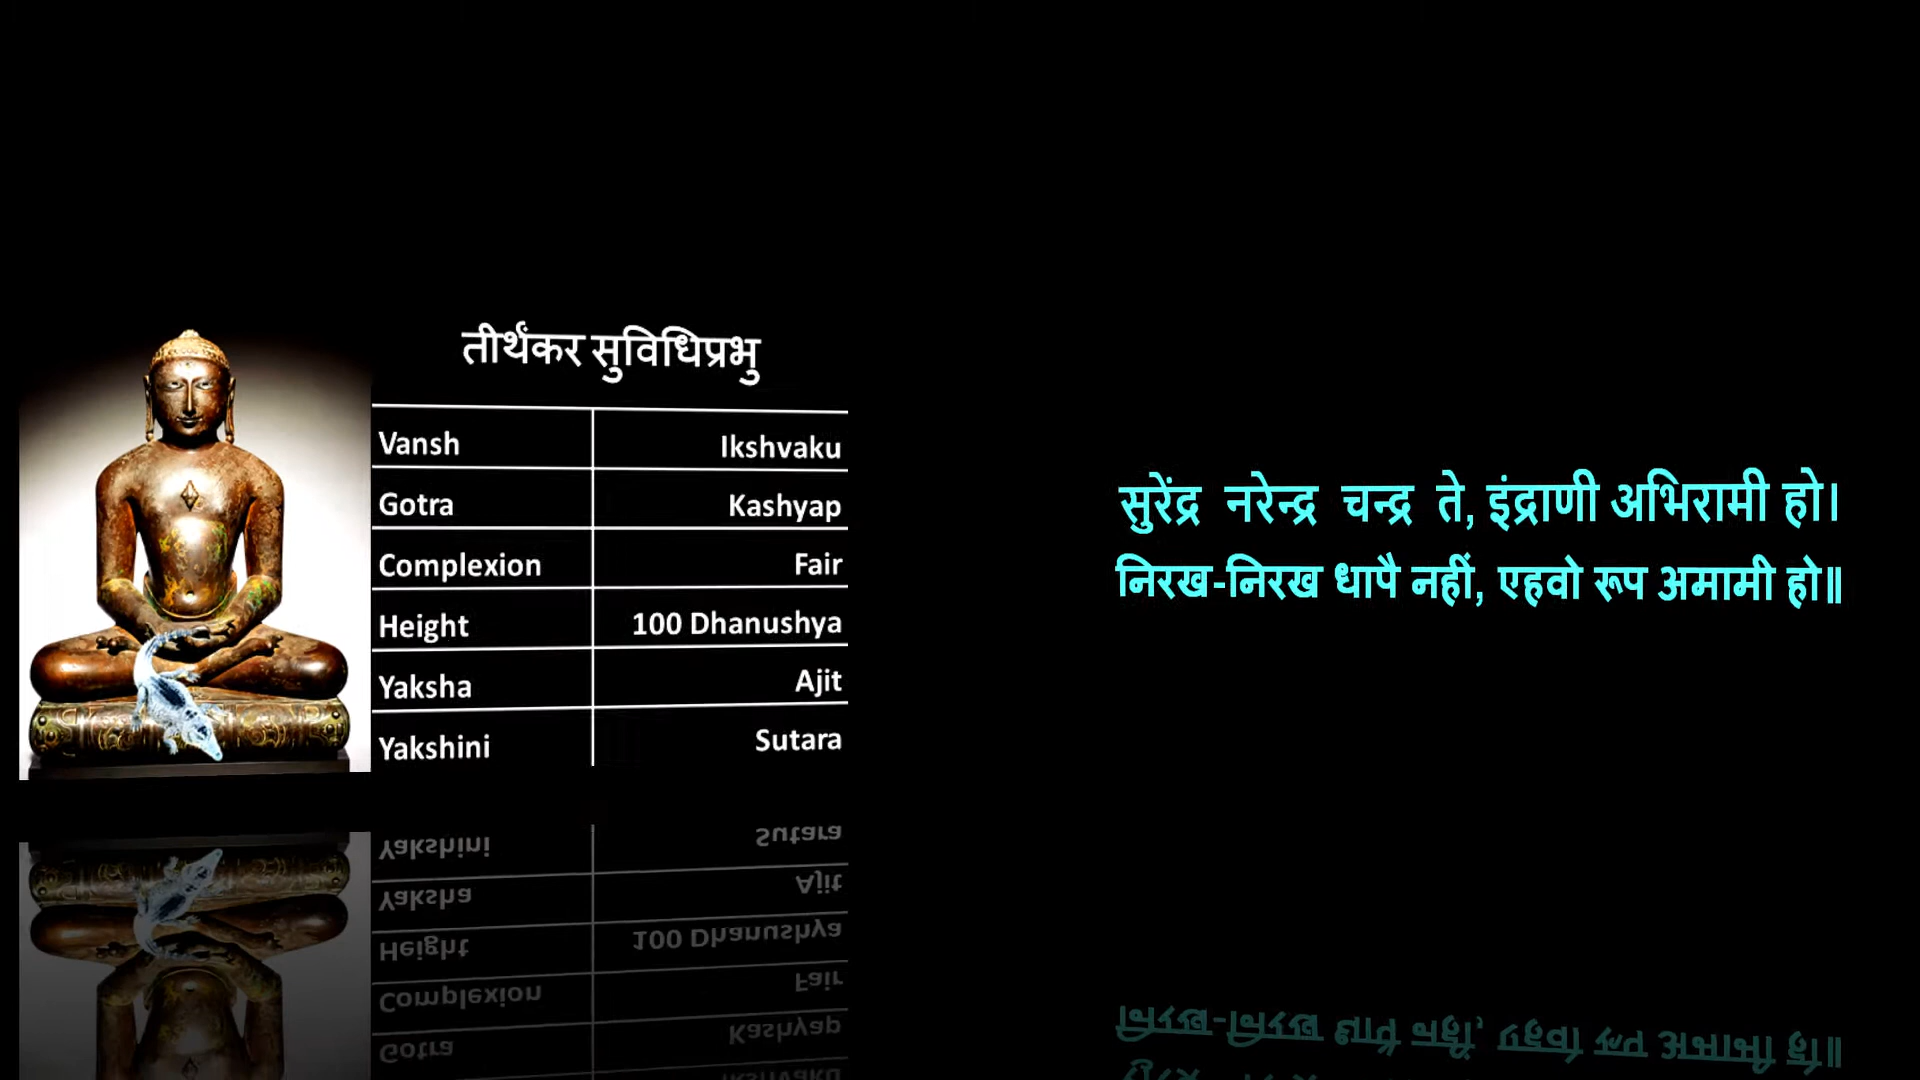 तीर्थंकर सुविधिप्रभु
Vansh Ikshvaku
Gotra Kashyap
Complexion Fair
Height 100 Dhanushya
Yaksha Ajit
Yakshini Sutara
सुरेंद्र नरेन्द्र चन्द्र ते, इंद्राणी अभिरामी हो।
निरख-निरख धापै नहीं, एहवो रूप अमामी हो॥